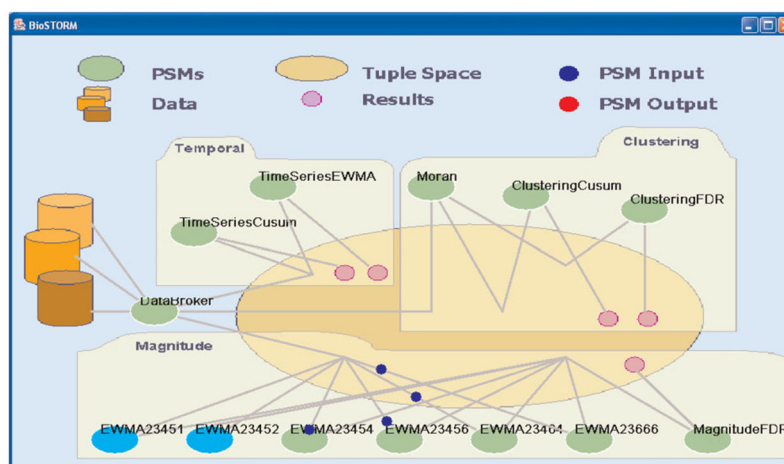 BioSTORM
PSMs
Tuple Space
PSM Input
Data
Results
PSM Output
Temporal
Clustering
TimeSeriesEWMA
Moran
ClusteringCusum
ClusteringFDR
TimeSeriesCusum
DataBroker
Magnitude
EWMA23451
EWMA23452
EWMA23454
EWMA23456
EWMA23464
EWMA23666
MagnitudeFDR